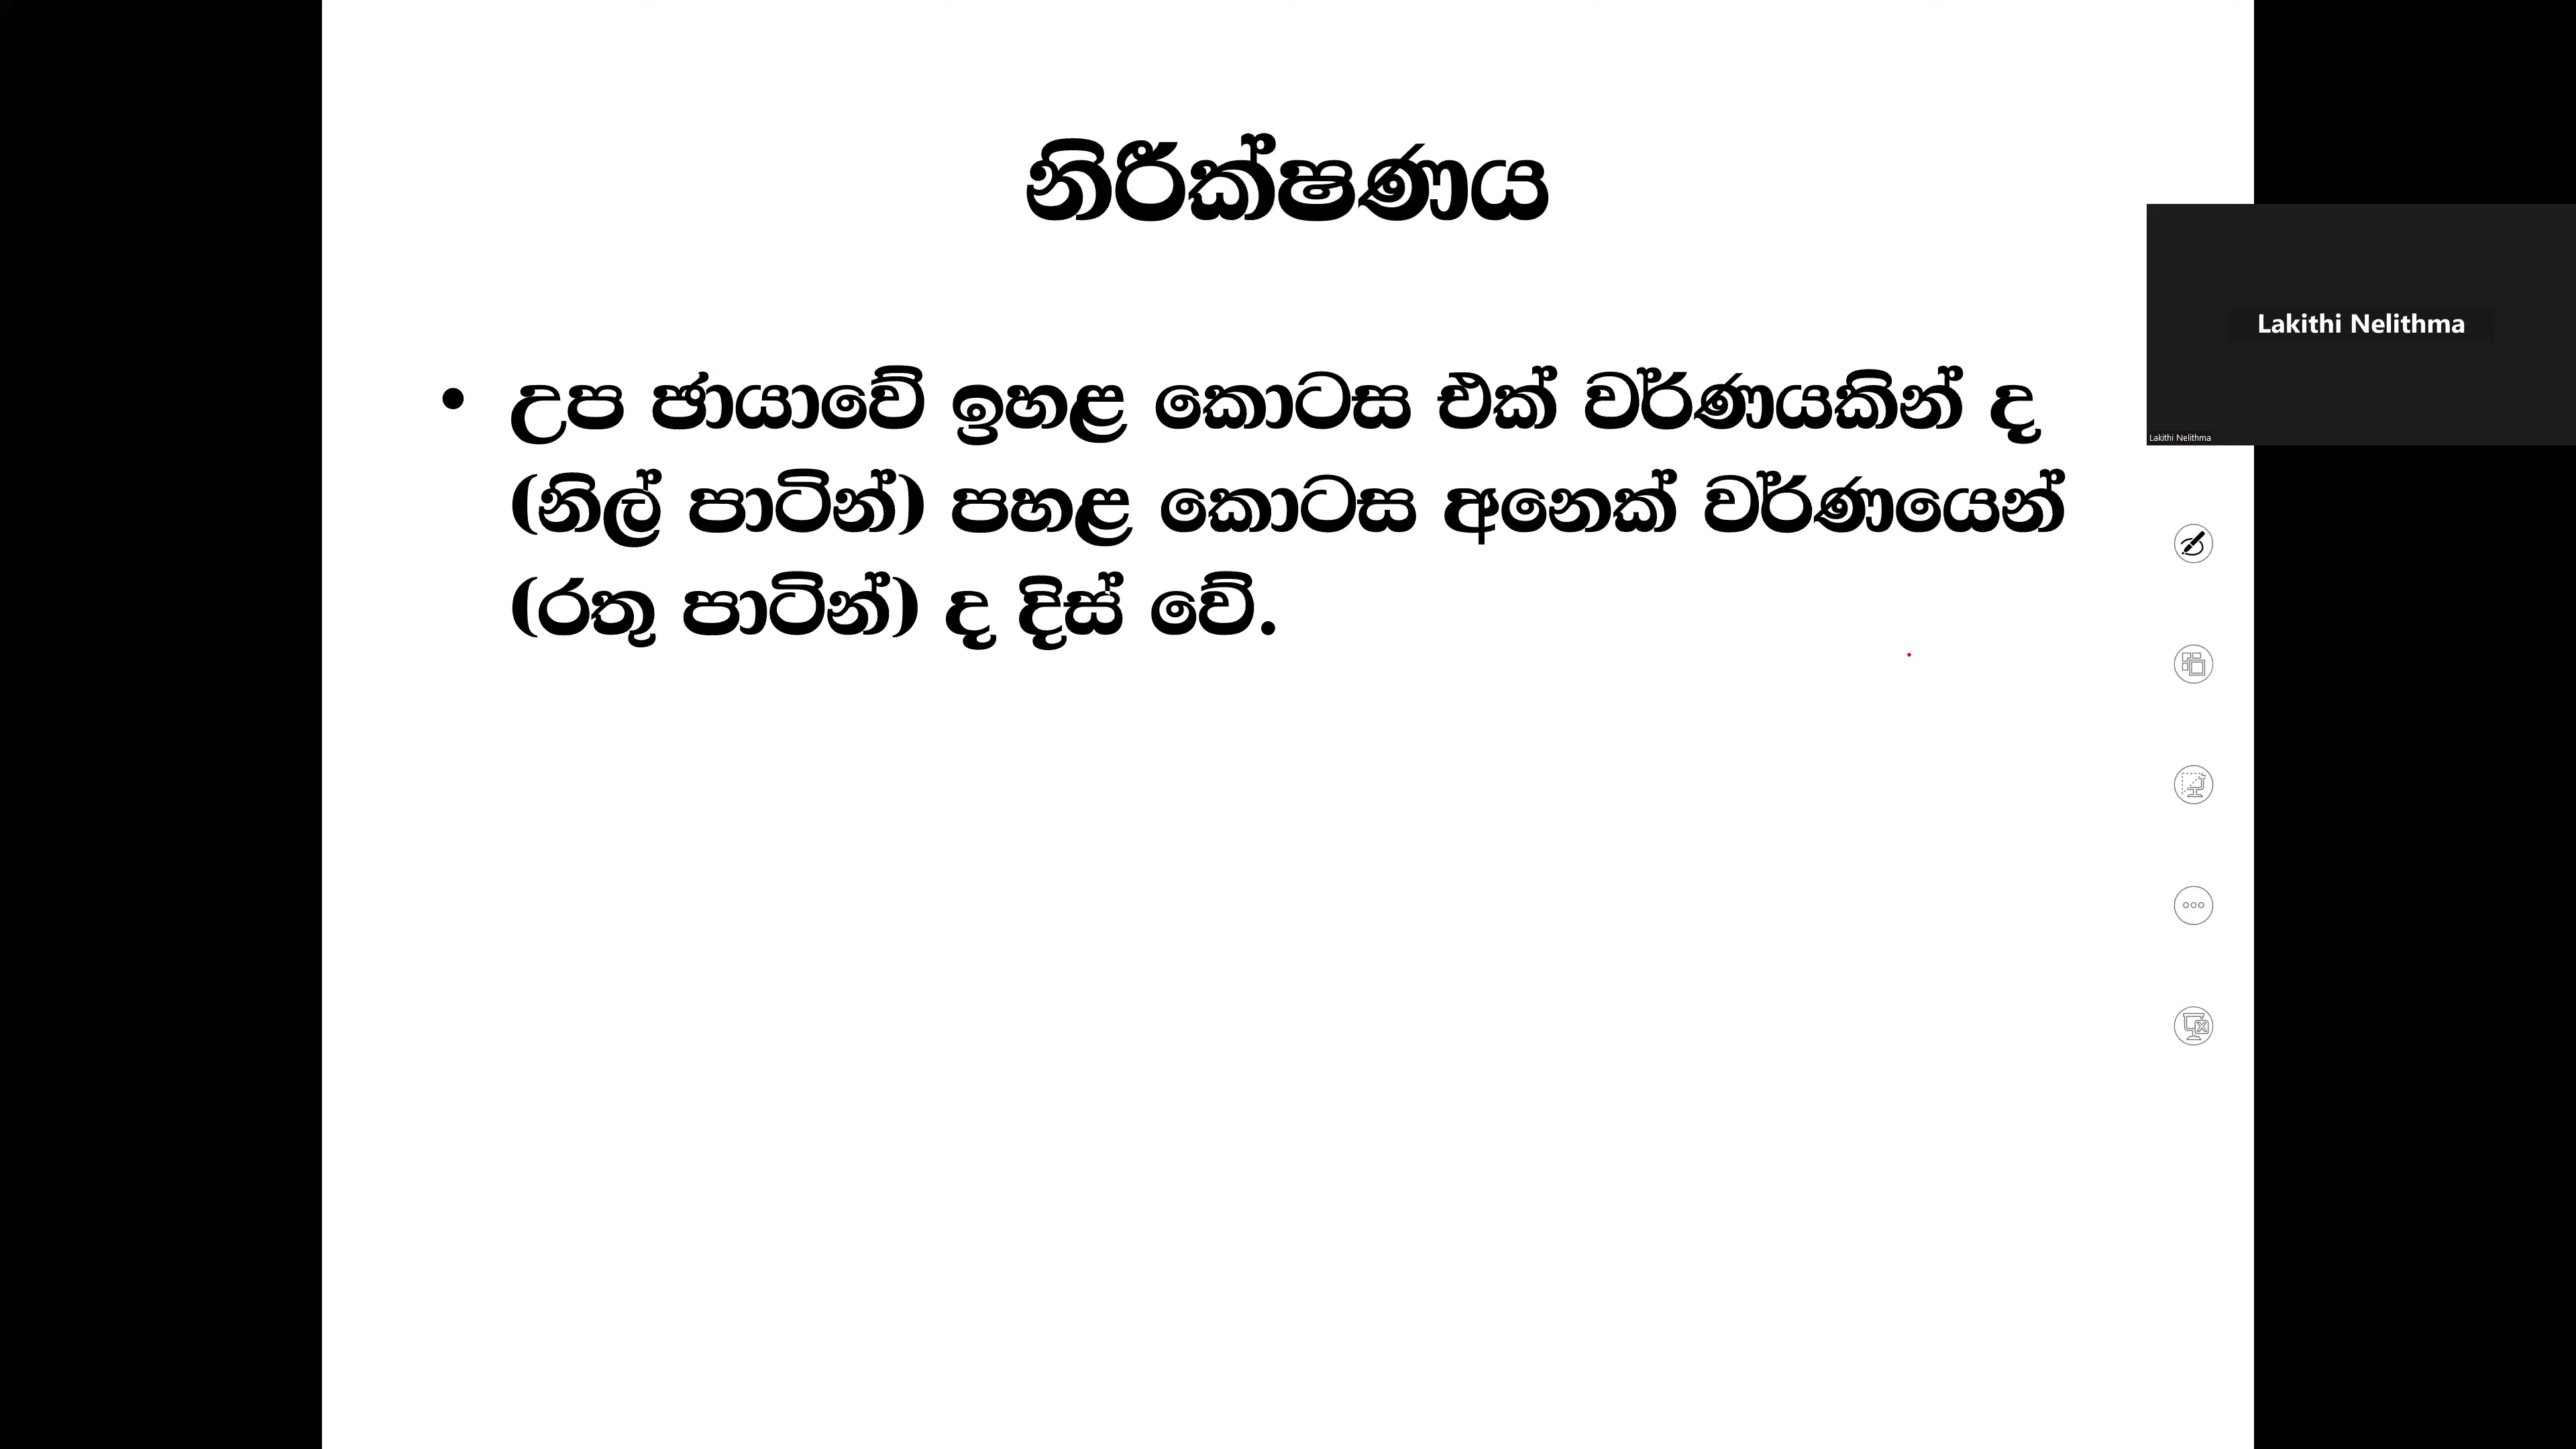 නිරීක්ෂණය
• උප ඡායාවේ ඉහළ කොටස එක් වර්ණයකින් ද
(නිල් පාටින්) පහළ කොටස අනෙක් වර්ණයෙන්
(රතු පාටින්) ද දිස් වේ.
Lakithi Nelithma
Lakithi Nelithma